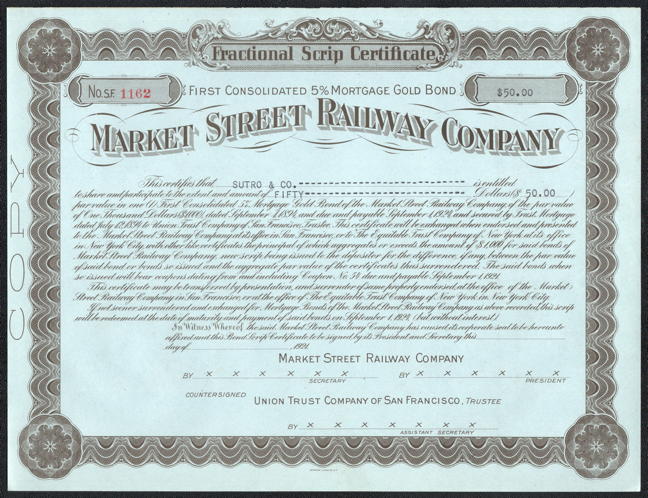 Fractional Scrip Certificate
No. S.F. 1162
FIRST CONSOLIDATED 5% MORTGAGE GOLD BOND
$50.00
MARKET STREET RAILWAY COMPANY
COPY
This certifies that SUTRO & CO. is entitled
to share and participate to the extent and amount of FIFTY Dollars ($ 50.00 )
par value in one (1) First Consolidated 5% Mortgage Gold Bond of the Market Street Railway Company, of the par value
of One Thousand Dollars ($1000), dated September 1, 1894, and due and payable September 1, 1924, and secured by Trust Mortgage
dated July 2, 1894 to Union Trust Company of San Francisco, Trustee. This certificate will be exchanged when endorsed and presented
to the Market Street Railway Company at its office in San Francisco or to The Equitable Trust Company of New York at its office
in New York City, with other like certificates the principal of which aggregates or exceeds the amount of $1,000 for said bonds of
Market Street Railway Company, new scrip being issued to the depositor for the difference, if any, between the par value
of said bond or bonds so issued and the aggregate par value of the certificates thus surrendered. The said bonds when
so issued will bear coupons dating from and including Coupon No. 54 due and payable September 1, 1921.
This certificate may be transferred by presentation, and surrender of same properly endorsed, at the office of the Market
Street Railway Company in San Francisco, or at the office of The Equitable Trust Company of New York in New York City.
If not sooner surrendered and exchanged for Mortgage Bonds of the Market Street Railway Company as above recorded, this scrip
will be redeemed at the date of maturity and payment of said bonds on September 1, 1924, (but without interest.)
In Witness Whereof, the said Market Street Railway Company has caused its corporate seal to be hereunto
affixed and this Bond Scrip Certificate to be signed by its President and Secretary this
day of 1921.
MARKET STREET RAILWAY COMPANY
BY X X X X X X X BY X X X X X X X
SECRETARY PRESIDENT
COUNTERSIGNED
UNION TRUST COMPANY OF SAN FRANCISCO, TRUSTEE
BY X X X X X X X
ASSISTANT SECRETARY